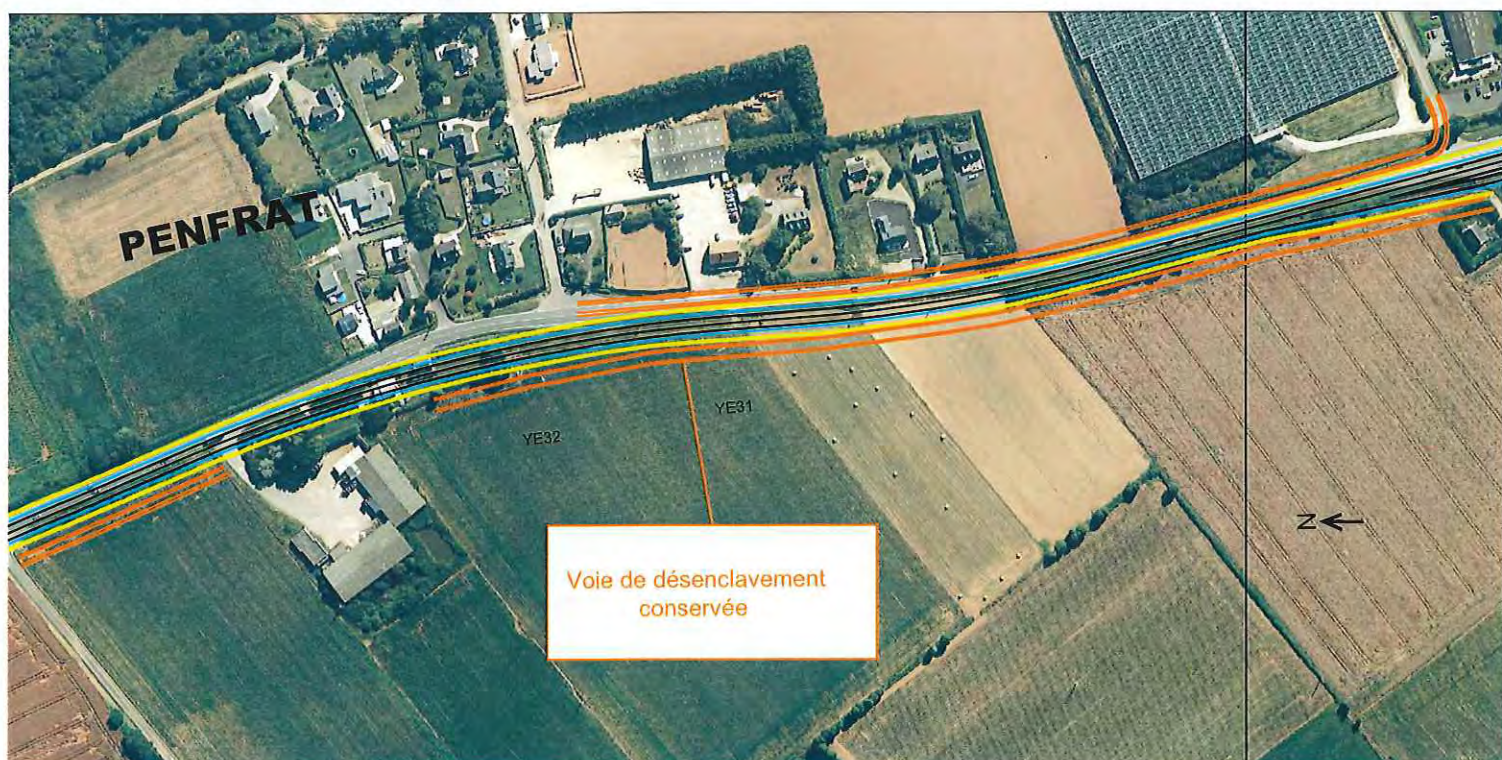 PENFRAT
YE31
YE32
N
Voie de désenclavement
conservée